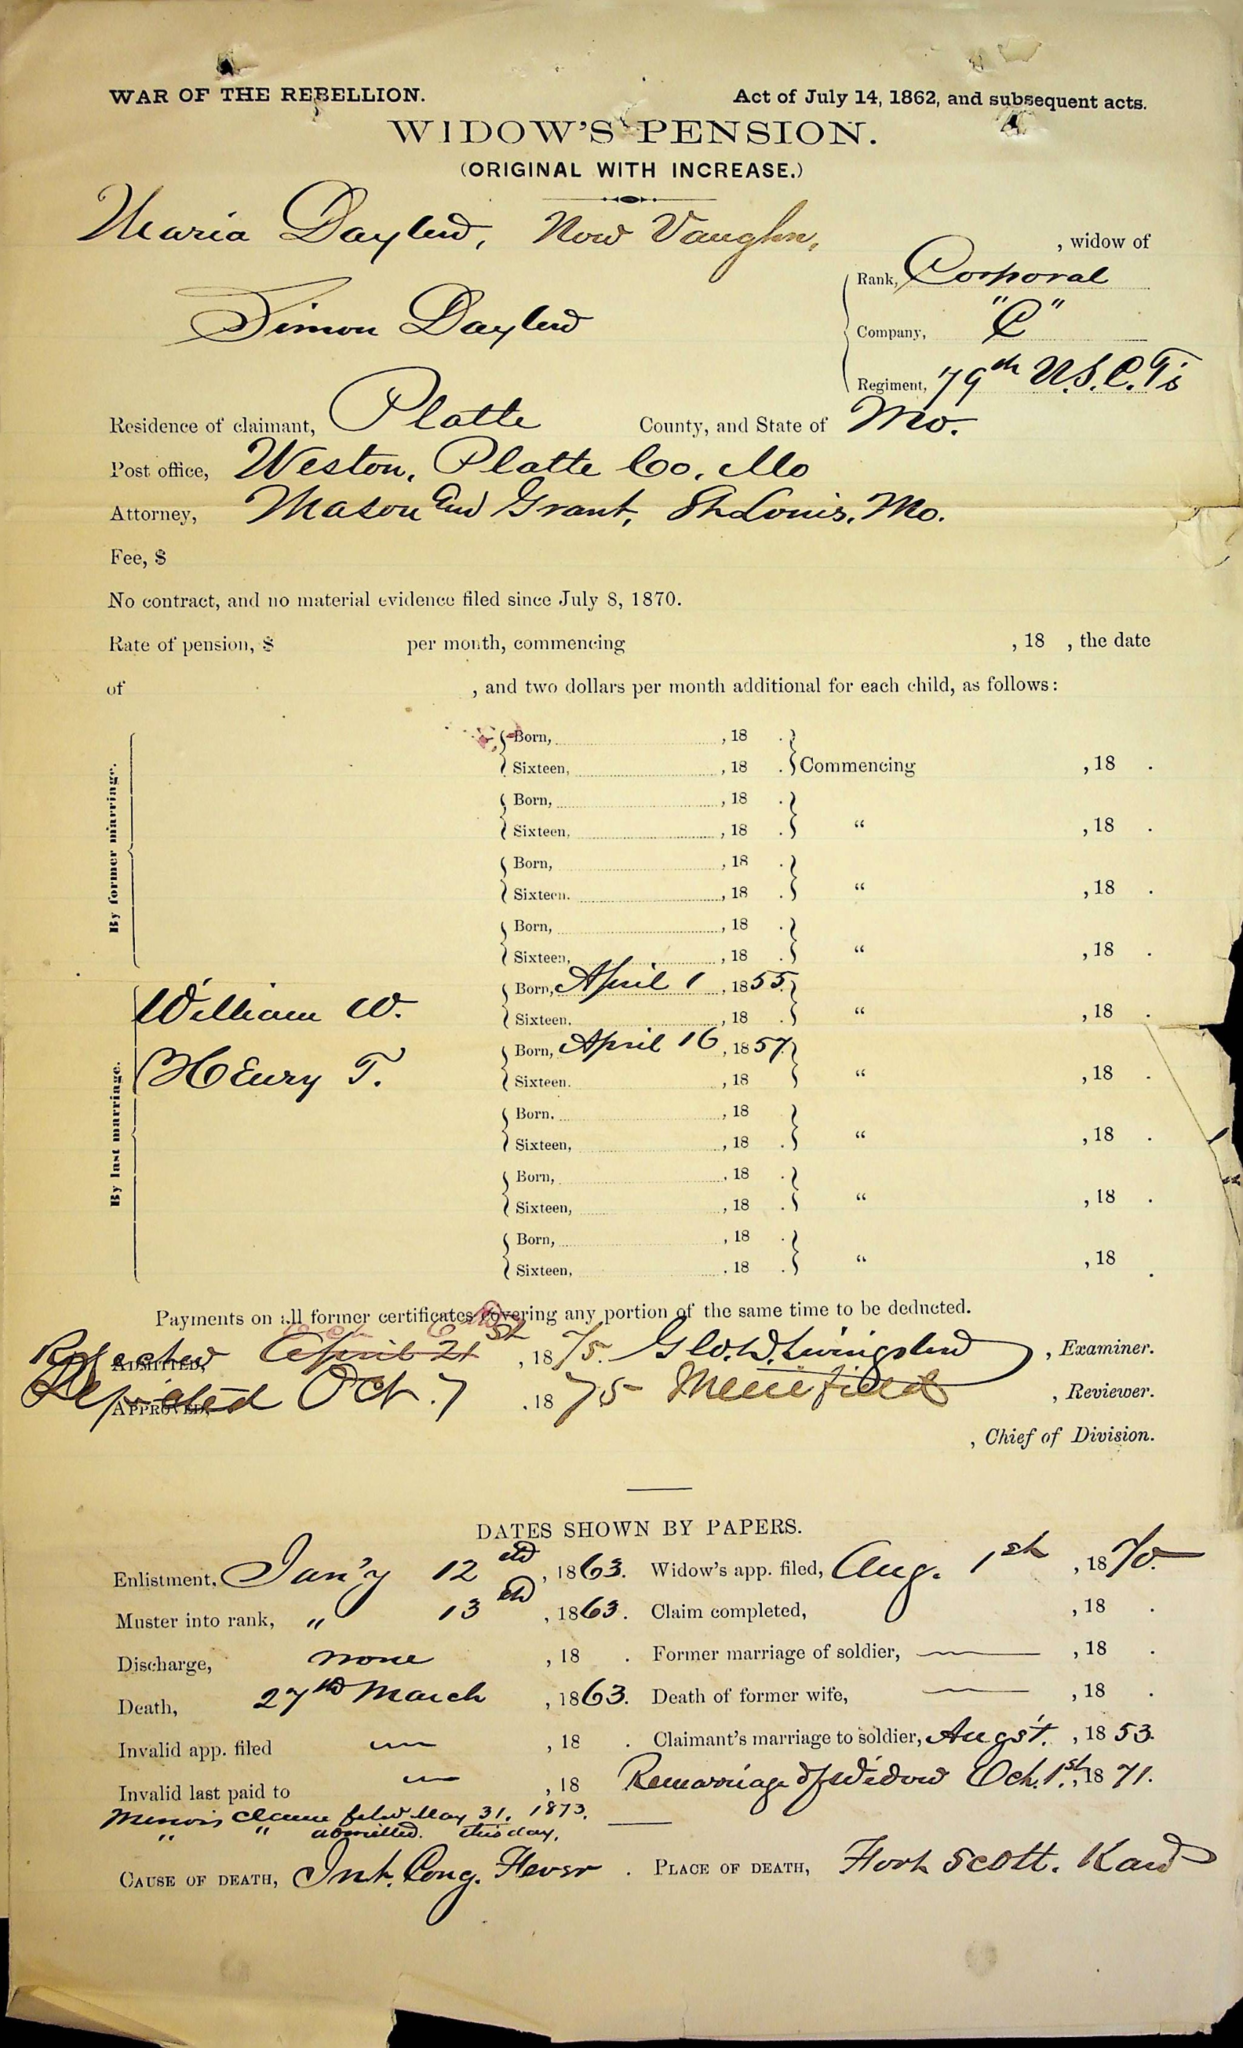 WAR OF THE REBELLION. Act of July 14, 1862, and subsequent acts.
WIDOW'S PENSION.
(ORIGINAL WITH INCREASE.)
Maria Now Vaughn, , widow of
Simon
Rank, Corporal
Company, "C"
Regiment, 79th U.S.C.Ts
Residence of claimant, Platte County, and State of Mo.
Post office, Weston, Platte Co, Mo
Attorney, Mason and Grant, St Louis, Mo.
Fee, $
No contract, and no material evidence filed since July 8, 1870.
Rate of pension, $ per month, commencing , 18 , the date
of , and two dollars per month additional for each child, as follows:
By former marriage.
Born, , 18 .
Sixteen, , 18 . Commencing , 18 .
Born, , 18 .
Sixteen, , 18 . " , 18 .
Born, , 18 .
Sixteen. , 18 . " , 18 .
Born, , 18 .
Sixteen, , 18 . " , 18 .
By last marriage.
William W. Born, April 1 , 1855.
Sixteen. , 18 . " , 18 .
Henry T. Born, April 16 , 1857.
Sixteen. , 18 " , 18 .
Born. , 18
Sixteen, , 18 . " , 18 .
Born, , 18 .
Sixteen, , 18 . " , 18 .
Born, , 18 .
Sixteen, , 18 . " , 18 .
Payments on all former certificates covering any portion of the same time to be deducted.
Rejected ADMITTED, April 21st , 1875. Geo. W. , Examiner.
Rejected APPROVED, Oct. 7 , 1875 Merrifield , Reviewer.
, Chief of Division.
DATES SHOWN BY PAPERS.
Enlistment, Jan'y 12th , 1863. Widow's app. filed, Aug. 1st , 1870.
Muster into rank, " 13th , 1863. Claim completed, , 18 .
Discharge, none , 18 . Former marriage of soldier, — , 18 .
Death, 27th March , 1863. Death of former wife, — , 18 .
Invalid app. filed — , 18 . Claimant's marriage to soldier, Augst. , 1853.
Invalid last paid to — , 18 Remarriage of Widow Oct. 1st, 1871.
Minors Claim filed May 31, 1873.
" " admitted. this day.
CAUSE OF DEATH, Int. Cong. Fever . PLACE OF DEATH, Fort Scott. Kan